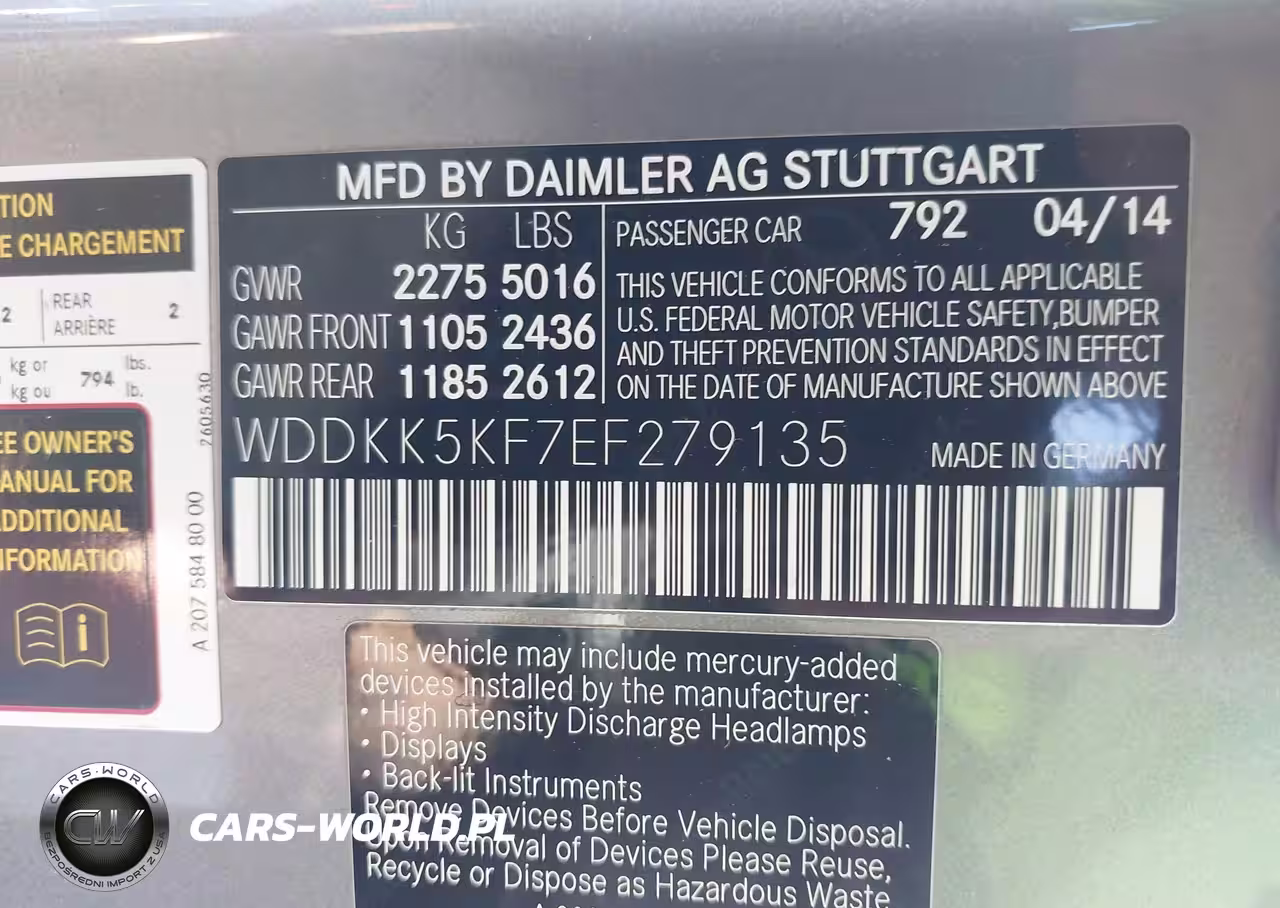 TION
E CHARGEMENT
2 REAR
ARRIÈRE 2
kg or lbs.
kg ou 794 lb.
EE OWNER'S
ANUAL FOR
DDITIONAL
NFORMATION
i
2605630
A 207 584 80 00
MFD BY DAIMLER AG STUTTGART
KG LBS
GVWR 2275 5016
GAWR FRONT 1105 2436
GAWR REAR 1185 2612
PASSENGER CAR 792 04/14
THIS VEHICLE CONFORMS TO ALL APPLICABLE
U.S. FEDERAL MOTOR VEHICLE SAFETY,BUMPER
AND THEFT PREVENTION STANDARDS IN EFFECT
ON THE DATE OF MANUFACTURE SHOWN ABOVE
WDDKK5KF7EF279135 MADE IN GERMANY
This vehicle may include mercury-added
devices installed by the manufacturer:
• High Intensity Discharge Headlamps
• Displays
• Back-lit Instruments
Remove Devices Before Vehicle Disposal.
Upon Removal of Devices Please Reuse,
Recycle or Dispose as Hazardous Waste
CARS-WORLD
CW
BEZPOŚREDNI IMPORT Z USA
CARS-WORLD.PL